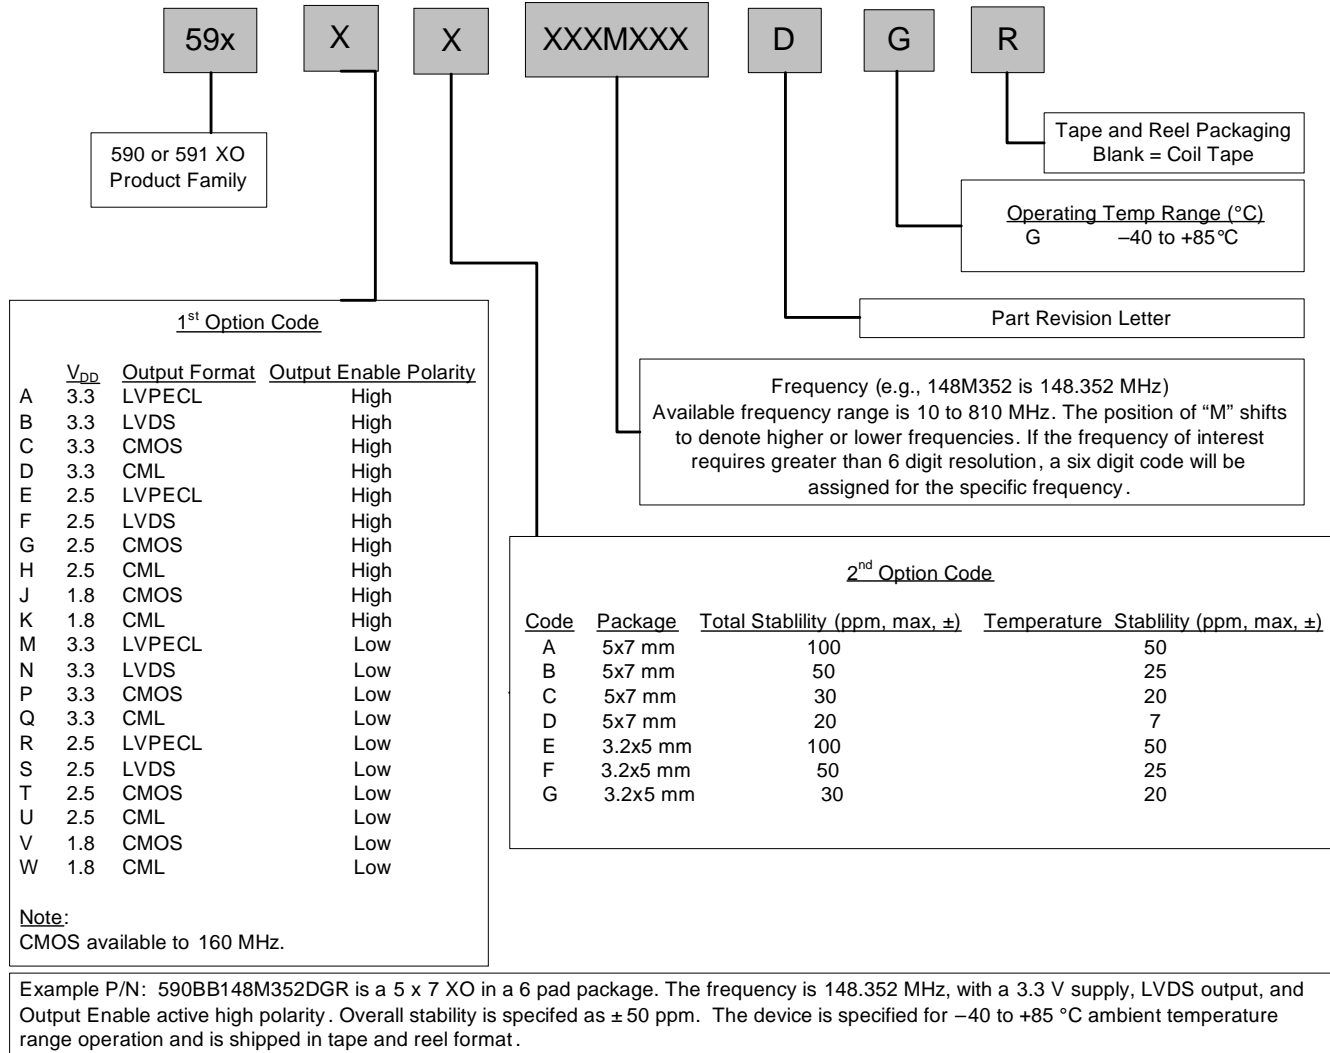 59x X X XXXMXXX D G R
590 or 591 XO
Product Family
Tape and Reel Packaging
Blank = Coil Tape
Operating Temp Range (°C)
G –40 to +85°C
Part Revision Letter
Frequency (e.g., 148M352 is 148.352 MHz)
Available frequency range is 10 to 810 MHz. The position of “M” shifts
to denote higher or lower frequencies. If the frequency of interest
requires greater than 6 digit resolution, a six digit code will be
assigned for the specific frequency.
1st Option Code
VDD Output Format Output Enable Polarity
A 3.3 LVPECL High
B 3.3 LVDS High
C 3.3 CMOS High
D 3.3 CML High
E 2.5 LVPECL High
F 2.5 LVDS High
G 2.5 CMOS High
H 2.5 CML High
J 1.8 CMOS High
K 1.8 CML High
M 3.3 LVPECL Low
N 3.3 LVDS Low
P 3.3 CMOS Low
Q 3.3 CML Low
R 2.5 LVPECL Low
S 2.5 LVDS Low
T 2.5 CMOS Low
U 2.5 CML Low
V 1.8 CMOS Low
W 1.8 CML Low
Note:
CMOS available to 160 MHz.
2nd Option Code
Code Package Total Stablility (ppm, max, ±) Temperature Stablility (ppm, max, ±)
A 5x7 mm 100 50
B 5x7 mm 50 25
C 5x7 mm 30 20
D 5x7 mm 20 7
E 3.2x5 mm 100 50
F 3.2x5 mm 50 25
G 3.2x5 mm 30 20
Example P/N: 590BB148M352DGR is a 5 x 7 XO in a 6 pad package. The frequency is 148.352 MHz, with a 3.3 V supply, LVDS output, and
Output Enable active high polarity. Overall stability is specifed as ± 50 ppm. The device is specified for –40 to +85 °C ambient temperature
range operation and is shipped in tape and reel format.